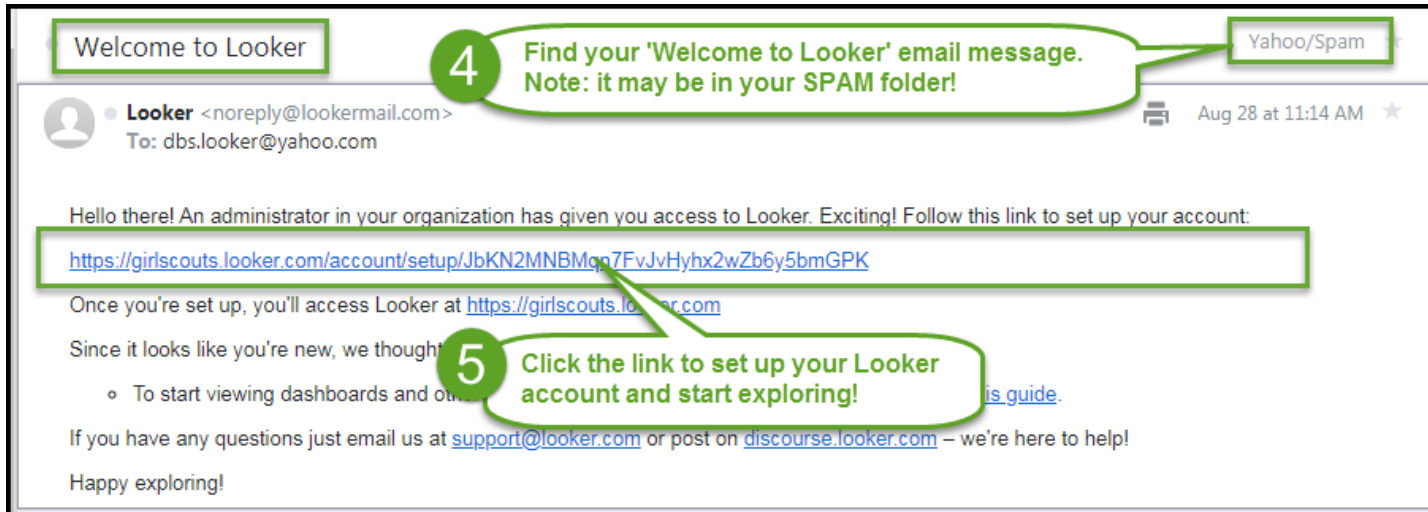 Welcome to Looker
4
Find your 'Welcome to Looker' email message.
Note: it may be in your SPAM folder!
Yahoo/Spam
Looker <noreply@lookermail.com>
Aug 28 at 11:14 AM
To: dbs.looker@yahoo.com
Hello there! An administrator in your organization has given you access to Looker. Exciting! Follow this link to set up your account:
https://girlscouts.looker.com/account/setup/JbKN2MNBMqn7FvJvHyhx2wZb6y5bmGPK
Once you're set up, you'll access Looker at https://girlscouts.looker.com
Since it looks like you're new, we thought
5
Click the link to set up your Looker
account and start exploring!
To start viewing dashboards and is guide.
If you have any questions just email us at support@looker.com or post on discourse.looker.com – we're here to help!
Happy exploring!